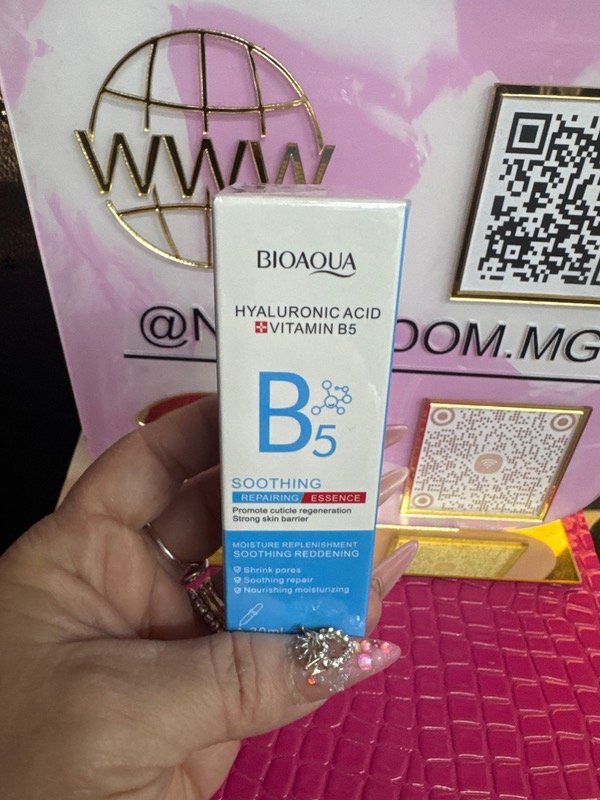 WWW
BIOAQUA
HYALURONIC ACID
VITAMIN B5
B5
SOOTHING
REPAIRING ESSENCE
Promote cuticle regeneration
Strong skin barrier
MOISTURE REPLENISHMENT
SOOTHING REDDENING
Shrink pores
Soothing repair
Nourishing moisturizing
@N OOM.MG